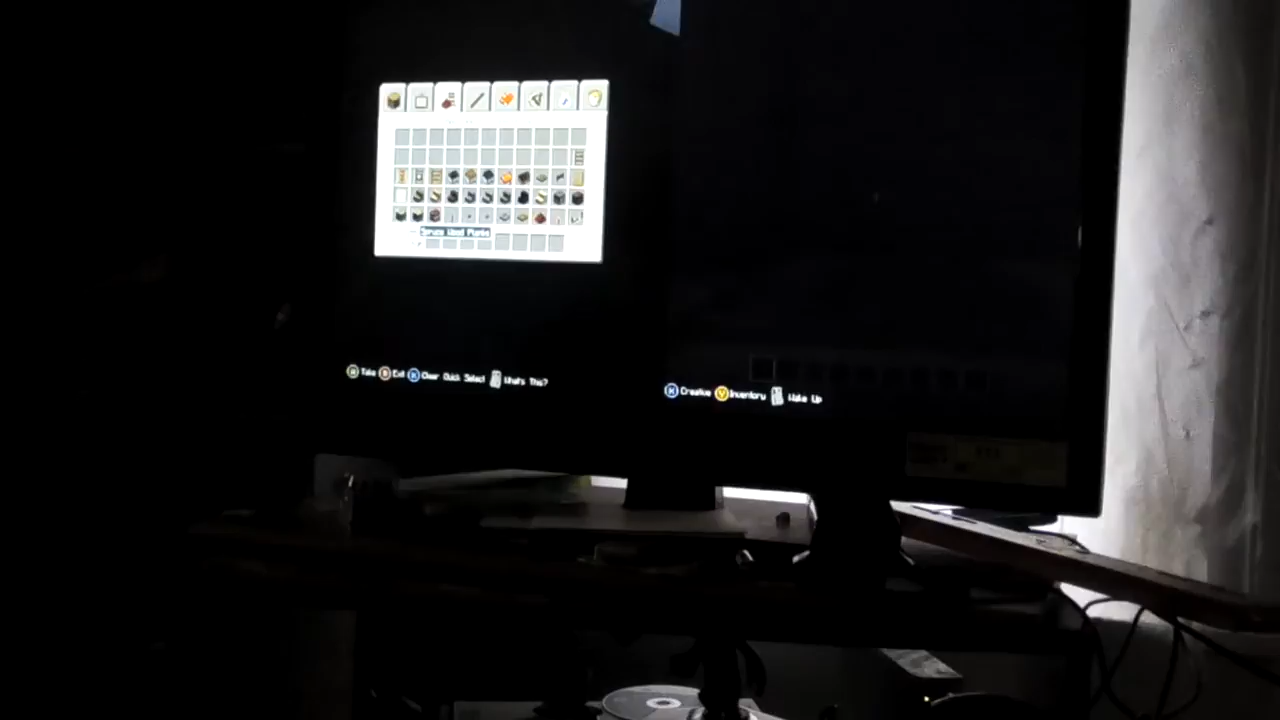 Spruce Wood Planks
A Take B Exit X Clear Quick Select What's This?
X Creative Y Inventory Wake Up